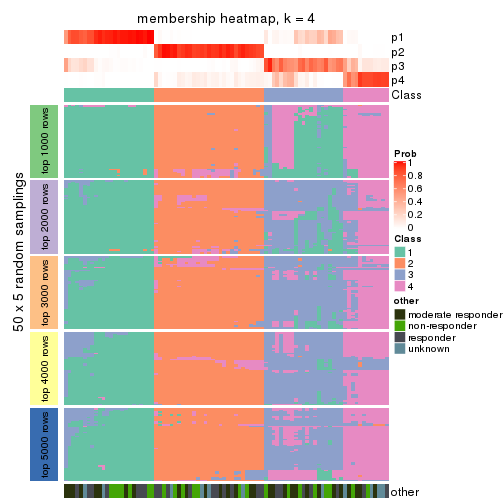 membership heatmap, k = 4
p1
p2
p3
p4
Class
50 x 5 random samplings
top 1000 rows
top 2000 rows
top 3000 rows
top 4000 rows
top 5000 rows
other
Prob
1
0.8
0.6
0.4
0.2
0
Class
1
2
3
4
other
moderate responder
non-responder
responder
unknown